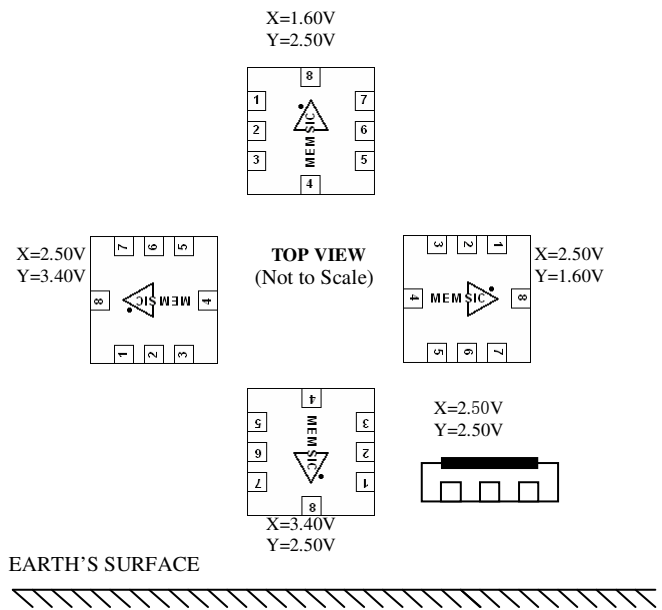 X=1.60V
Y=2.50V
8
1
7
2
6
3
5
4
MEMSIC
X=2.50V
Y=3.40V
7 6 5
8
MEMSIC
4
1 2 3
TOP VIEW
(Not to Scale)
3 2 1
4
MEMSIC
8
5 6 7
X=2.50V
Y=1.60V
4
5
3
6
2
7
1
MEMSIC
8
X=3.40V
Y=2.50V
X=2.50V
Y=2.50V
EARTH'S SURFACE